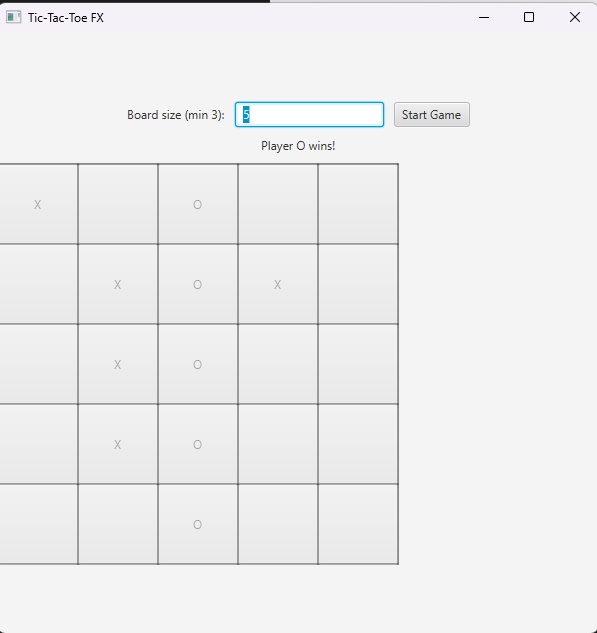 Tic-Tac-Toe FX
Board size (min 3): 5 Start Game
Player O wins!
X O
X O X
X O
X O
O